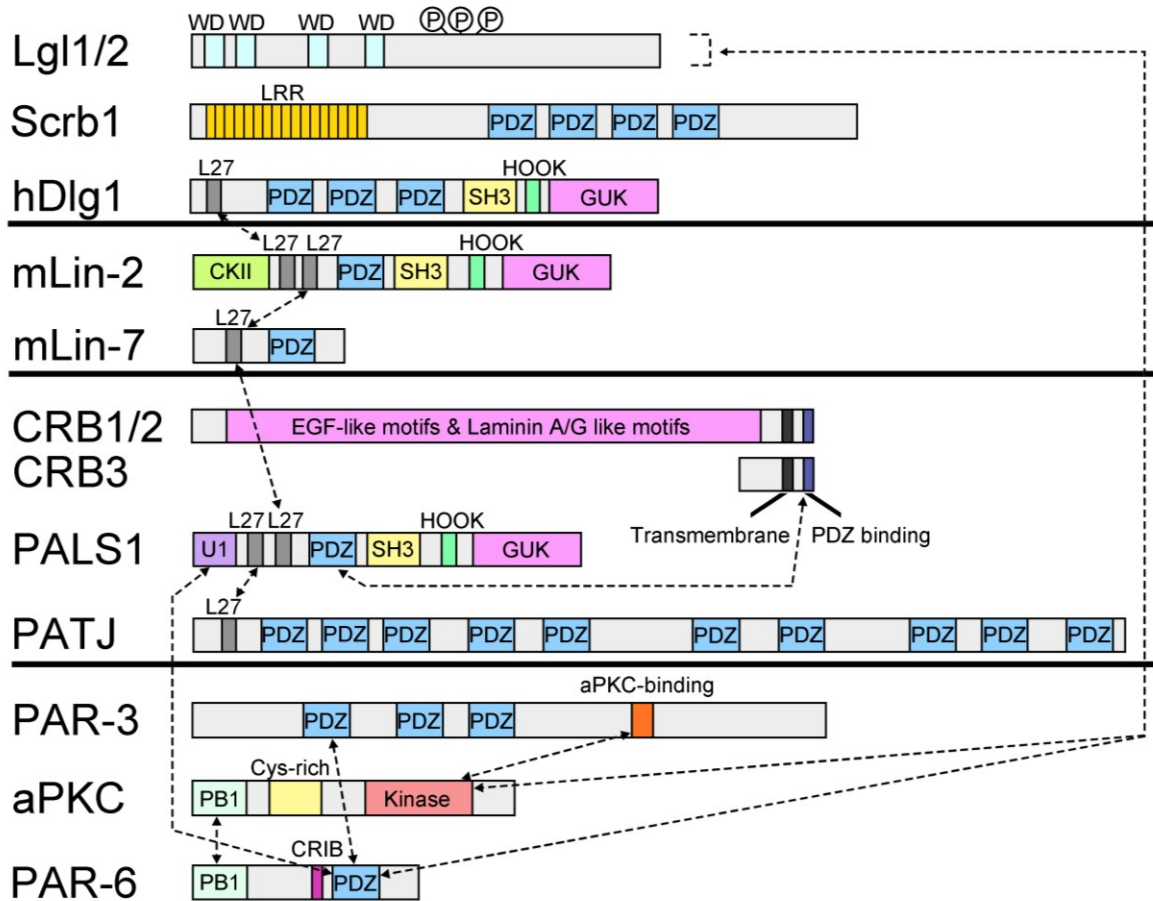 WD WD WD WD P P P
Lgl1/2
LRR
Scrb1 PDZ PDZ PDZ PDZ
L27 HOOK
hDlg1 PDZ PDZ PDZ SH3 GUK
L27 L27 HOOK
mLin-2 CKII PDZ SH3 GUK
L27
mLin-7 PDZ
CRB1/2 EGF-like motifs & Laminin A/G like motifs
CRB3
Transmembrane PDZ binding
L27 L27 HOOK
PALS1 U1 PDZ SH3 GUK
L27
PATJ PDZ PDZ PDZ PDZ PDZ PDZ PDZ PDZ PDZ PDZ
aPKC-binding
PAR-3 PDZ PDZ PDZ
Cys-rich
aPKC PB1 Kinase
CRIB
PAR-6 PB1 PDZ